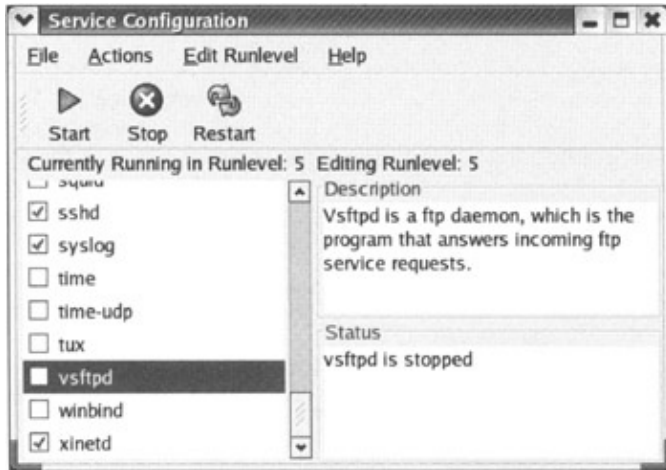 Service Configuration
File Actions Edit Runlevel Help
Start Stop Restart
Currently Running in Runlevel: 5 Editing Runlevel: 5
squid
sshd
syslog
time
time-udp
tux
vsftpd
winbind
xinetd
Description
Vsftpd is a ftp daemon, which is the
program that answers incoming ftp
service requests.
Status
vsftpd is stopped